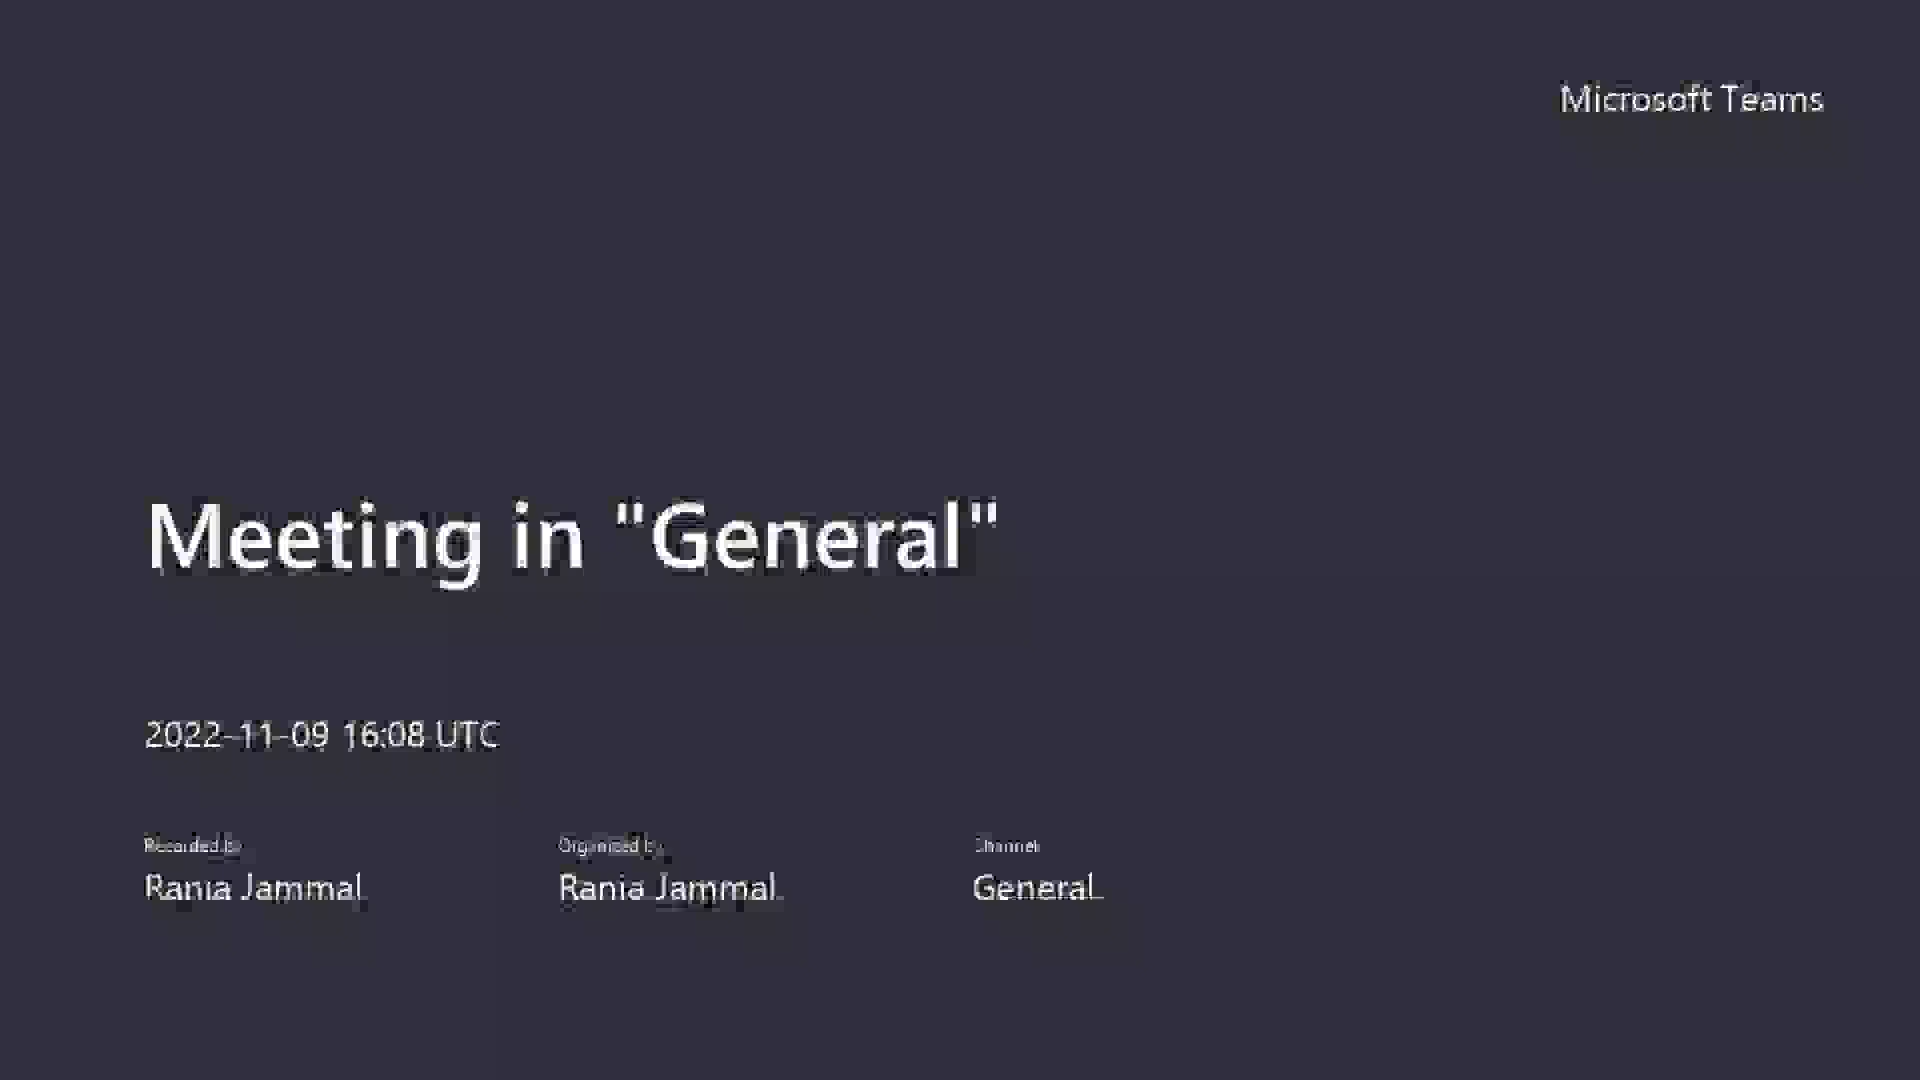 Microsoft Teams
Meeting in "General"
2022-11-09 16:08 UTC
Recorded by
Organized by
Channel
Rania Jammal
Rania Jammal
General